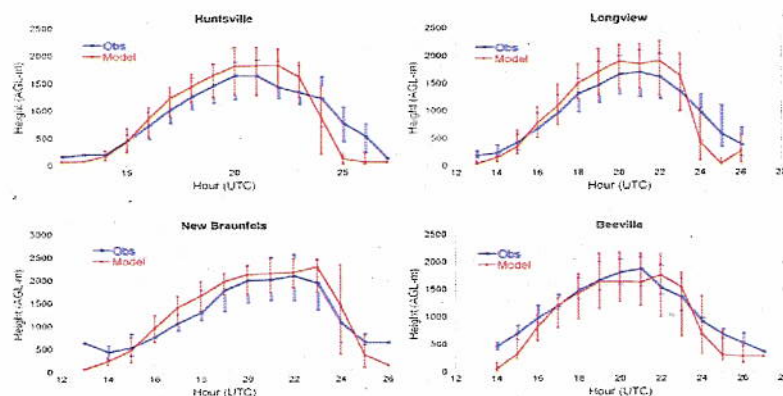 Huntsville
Obs
Model
Height (AGL-m)
2500
2000
1500
1000
500
0
15
20
25
Hour (UTC)
Longview
Obs
Model
Height (AGL-m)
2500
2000
1500
1000
500
0
12 14 16 18 20 22 24 26 28
Hour (UTC)
New Braunfels
Obs
Model
Height (AGL-m)
3000
2500
2000
1500
1000
500
0
12 14 16 18 20 22 24 26
Hour (UTC)
Beeville
Obs
Model
Height (AGL-m)
2500
2000
1500
1000
500
0
12 14 16 18 20 22 24 26
Hour (UTC)